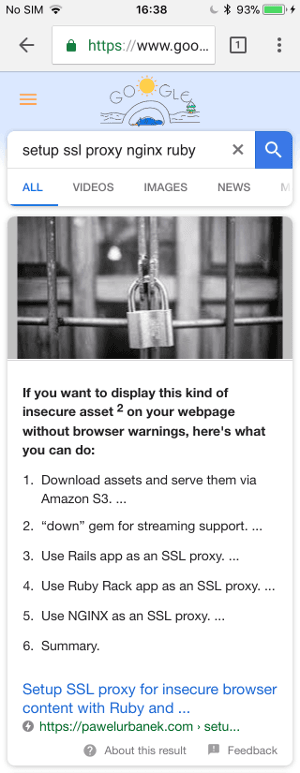 No SIM 16:38 93%
https://www.goo... 1
GOOGLE
setup ssl proxy nginx ruby
ALL VIDEOS IMAGES NEWS M
If you want to display this kind of
insecure asset 2 on your webpage
without browser warnings, here's what
you can do:
1. Download assets and serve them via
Amazon S3. ...
2. “down” gem for streaming support. ...
3. Use Rails app as an SSL proxy. ...
4. Use Ruby Rack app as an SSL proxy. ...
5. Use NGINX as an SSL proxy. ...
6. Summary.
Setup SSL proxy for insecure browser
content with Ruby and ...
https://pawelurbanek.com › setu...
About this result Feedback